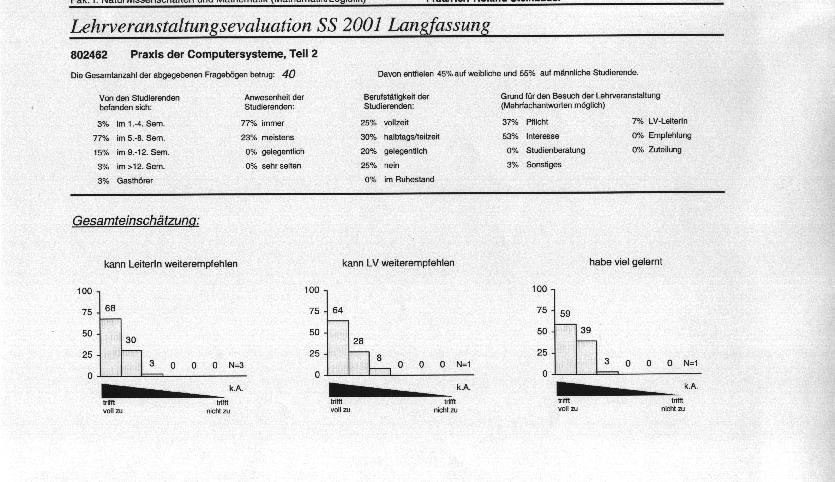 Lehrveranstaltungsevaluation SS 2001 Langfassung
802462 Praxis der Computersysteme, Teil 2
Die Gesamtanzahl der abgegebenen Fragebögen betrug: 40 Davon entfielen 45% auf weibliche und 55% auf männliche Studierende.
Von den Studierenden befanden sich:
3% im 1.-4. Sem.
77% im 5.-8. Sem.
15% im 9.-12. Sem.
3% im >12. Sem.
3% Gasthörer
Anwesenheit der Studierenden:
77% immer
23% meistens
0% gelegentlich
0% sehr selten
Berufstätigkeit der Studierenden:
25% vollzeit
30% halbtags/teilzeit
20% gelegentlich
25% nein
0% im Ruhestand
Grund für den Besuch der Lehrveranstaltung
(Mehrfachantworten möglich)
37% Pflicht 7% LV-LeiterIn
53% Interesse 0% Empfehlung
0% Studienberatung 0% Zuteilung
3% Sonstiges
Gesamteinschätzung:
kann LeiterIn weiterempfehlen
100
75
50
25
0
68 30 3 0 0 0 N=3
k.A.
trifft voll zu trifft nicht zu
kann LV weiterempfehlen
100
75
50
25
0
64 28 8 0 0 0 N=1
k.A.
trifft voll zu trifft nicht zu
habe viel gelernt
100
75
50
25
0
59 39 3 0 0 0 N=1
k.A.
trifft voll zu trifft nicht zu